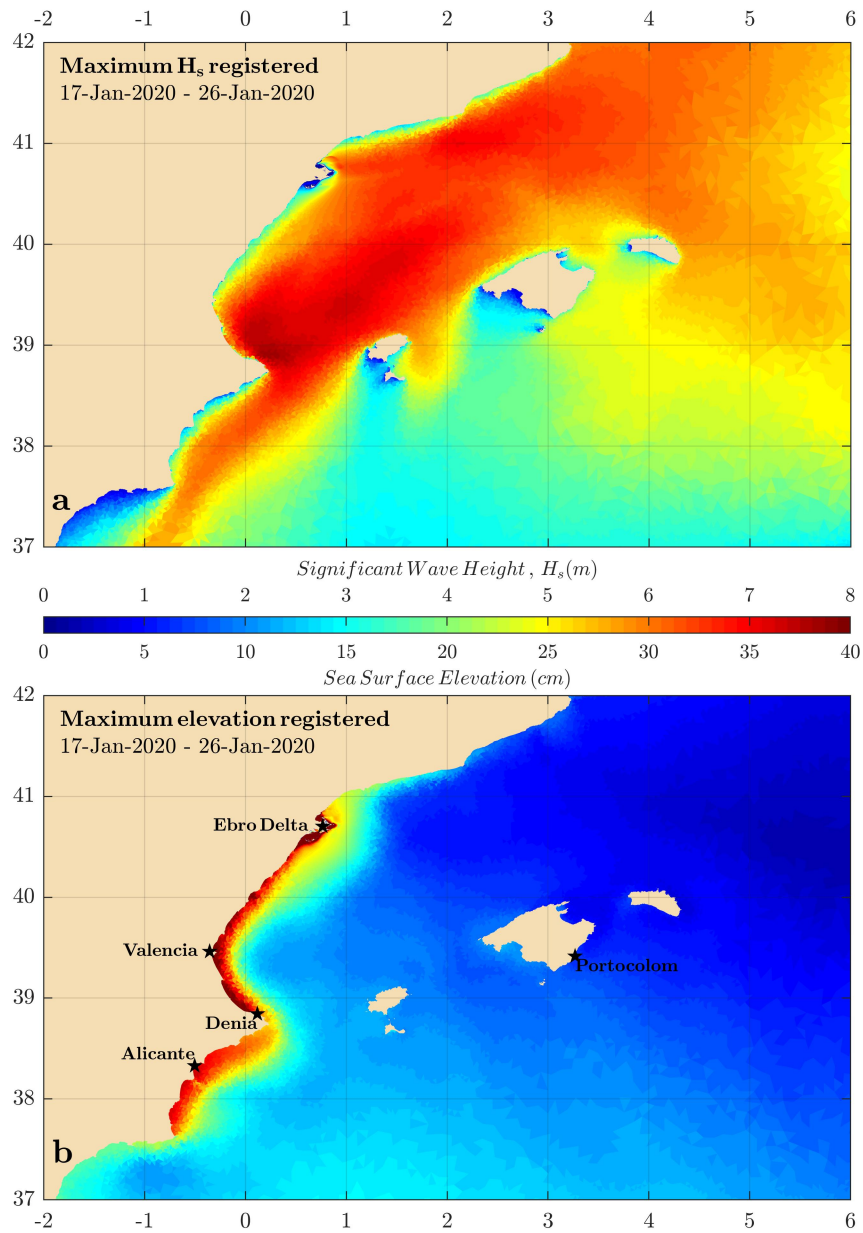 -2 -1 0 1 2 3 4 5 6
42
Maximum Hₛ registered
17-Jan-2020 - 26-Jan-2020
41
40
39
38
a
37
Significant Wave Height , Hₛ(m)
0 1 2 3 4 5 6 7 8
0 5 10 15 20 25 30 35 40
Sea Surface Elevation (cm)
42
Maximum elevation registered
17-Jan-2020 - 26-Jan-2020
41
Ebro Delta
40
Valencia
Portocolom
39
Denia
Alicante
38
b
37
-2 -1 0 1 2 3 4 5 6